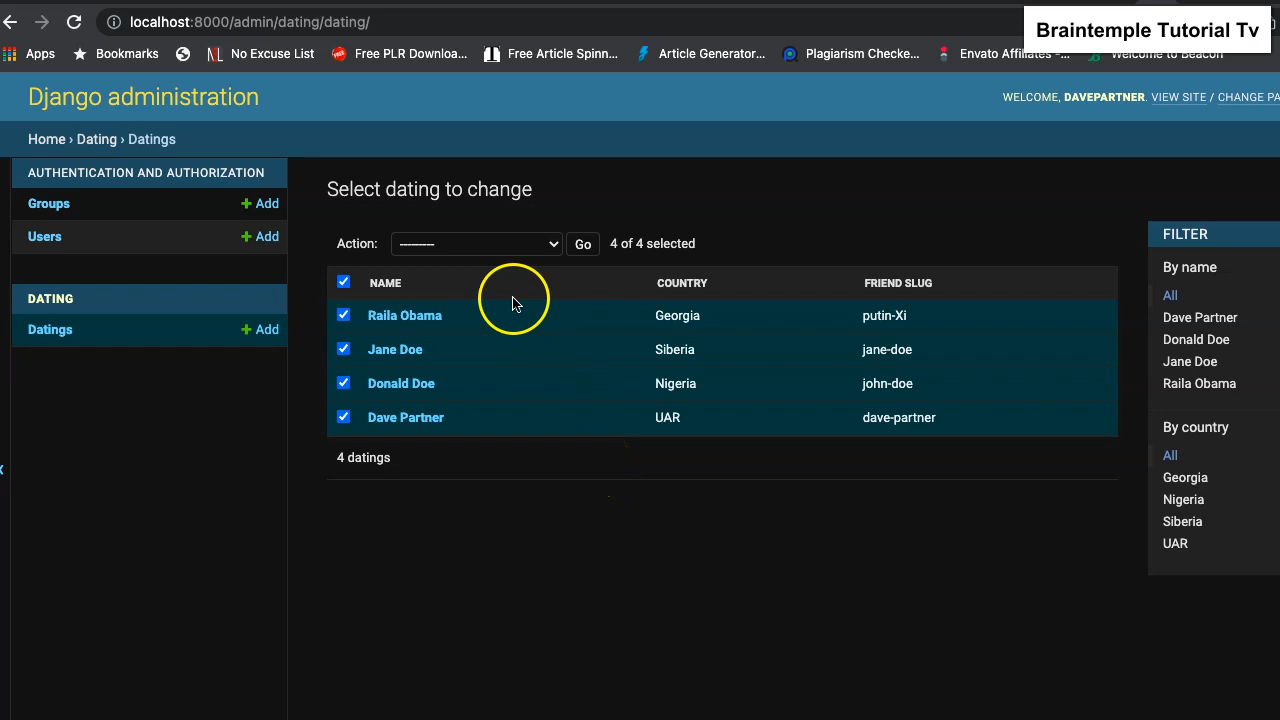 localhost:8000/admin/dating/dating/
Braintemple Tutorial Tv
Apps Bookmarks No Excuse List Free PLR Downloa... Free Article Spinn... Article Generator... Plagiarism Checke... Envato Affiliates -... Welcome to Beacon
Django administration
WELCOME, DAVEPARTNER. VIEW SITE / CHANGE PA
Home › Dating › Datings
AUTHENTICATION AND AUTHORIZATION
Groups + Add
Users + Add
DATING
Datings + Add
Select dating to change
Action: --------- Go 4 of 4 selected
NAME COUNTRY FRIEND SLUG
Raila Obama Georgia putin-Xi
Jane Doe Siberia jane-doe
Donald Doe Nigeria john-doe
Dave Partner UAR dave-partner
4 datings
FILTER
By name
All
Dave Partner
Donald Doe
Jane Doe
Raila Obama
By country
All
Georgia
Nigeria
Siberia
UAR